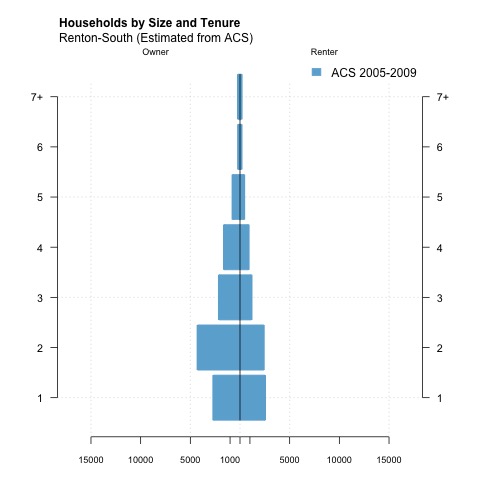 Households by Size and Tenure
Renton-South (Estimated from ACS)
Owner Renter
ACS 2005-2009
7+ 7+
6 6
5 5
4 4
3 3
2 2
1 1
15000 10000 5000 1000 5000 10000 15000